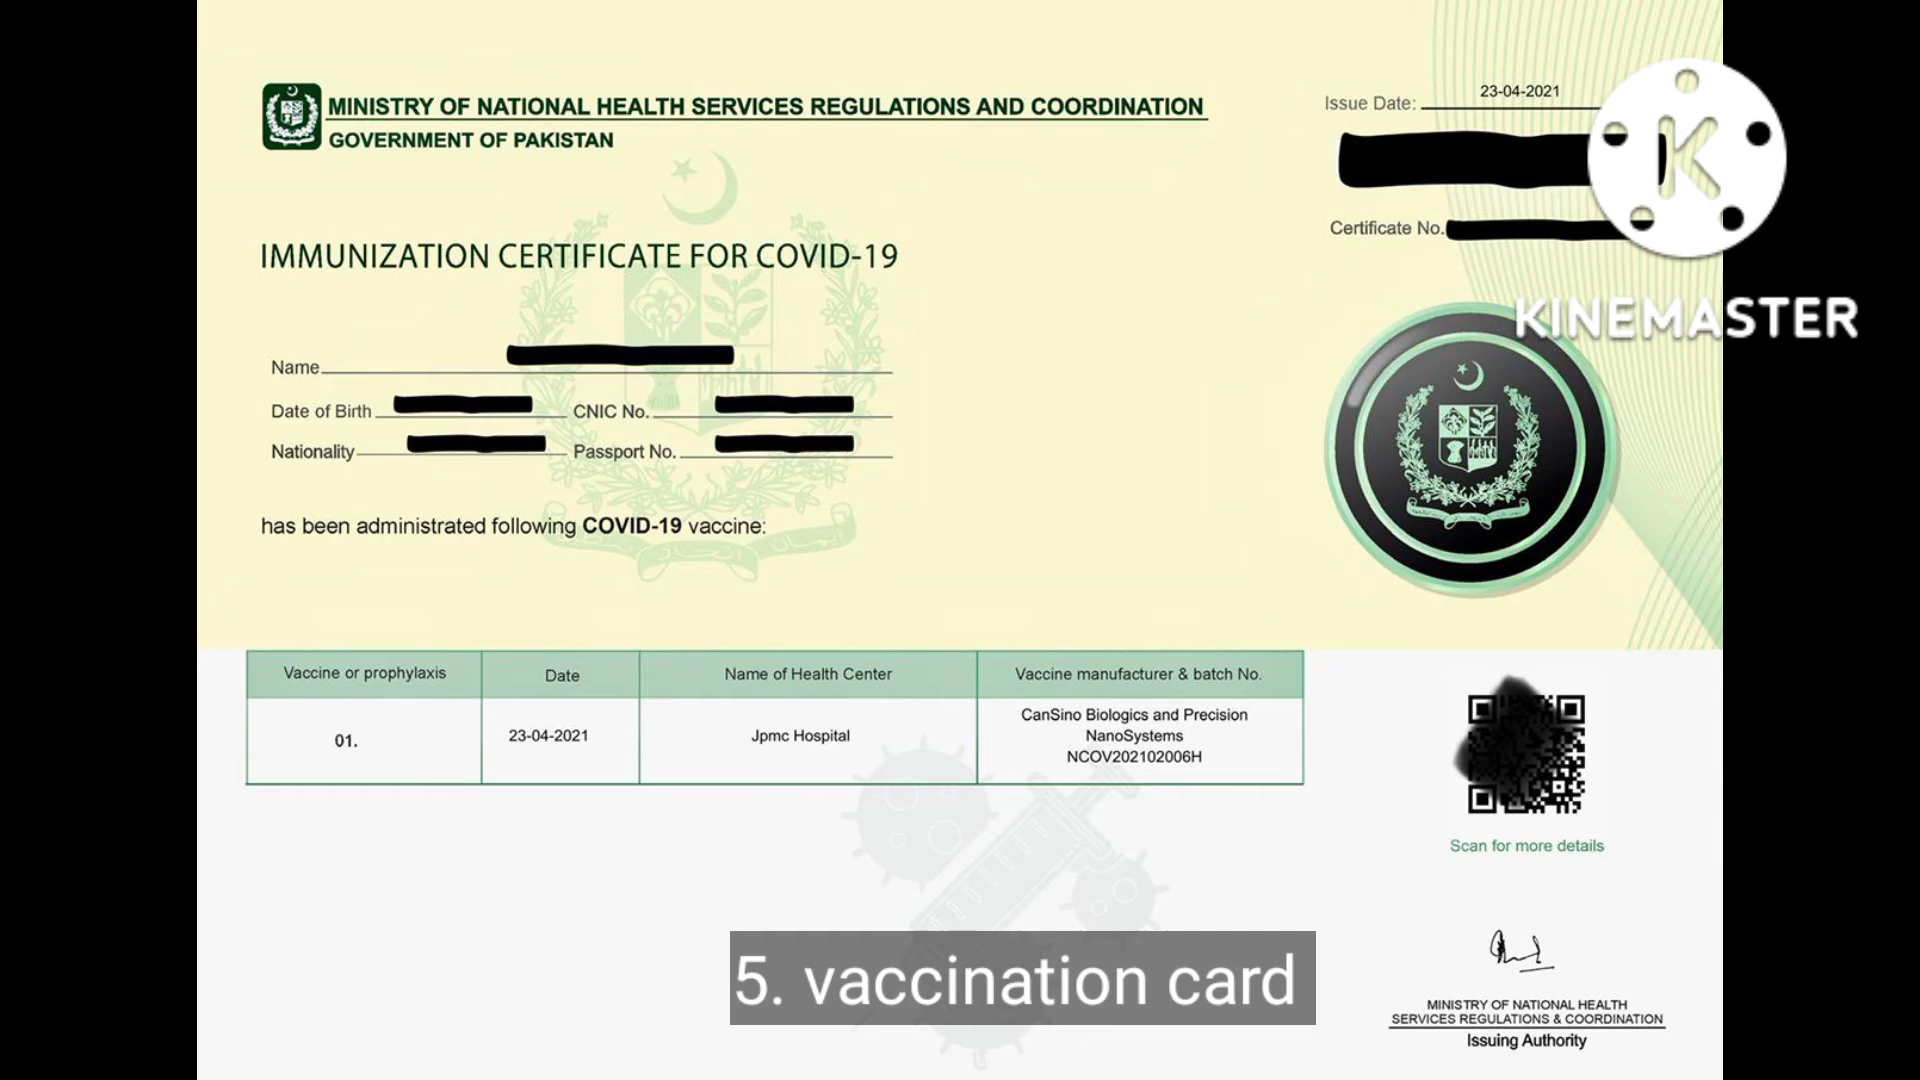 MINISTRY OF NATIONAL HEALTH SERVICES REGULATIONS AND COORDINATION
GOVERNMENT OF PAKISTAN
Issue Date: 23-04-2021
Certificate No.
K
KINEMASTER
IMMUNIZATION CERTIFICATE FOR COVID-19
Name
Date of Birth CNIC No.
Nationality Passport No.
has been administrated following COVID-19 vaccine:
Vaccine or prophylaxis Date Name of Health Center Vaccine manufacturer & batch No.
01. 23-04-2021 Jpmc Hospital CanSino Biologics and Precision
NanoSystems
NCOV202102006H
Scan for more details
5. vaccination card
MINISTRY OF NATIONAL HEALTH
SERVICES REGULATIONS & COORDINATION
Issuing Authority